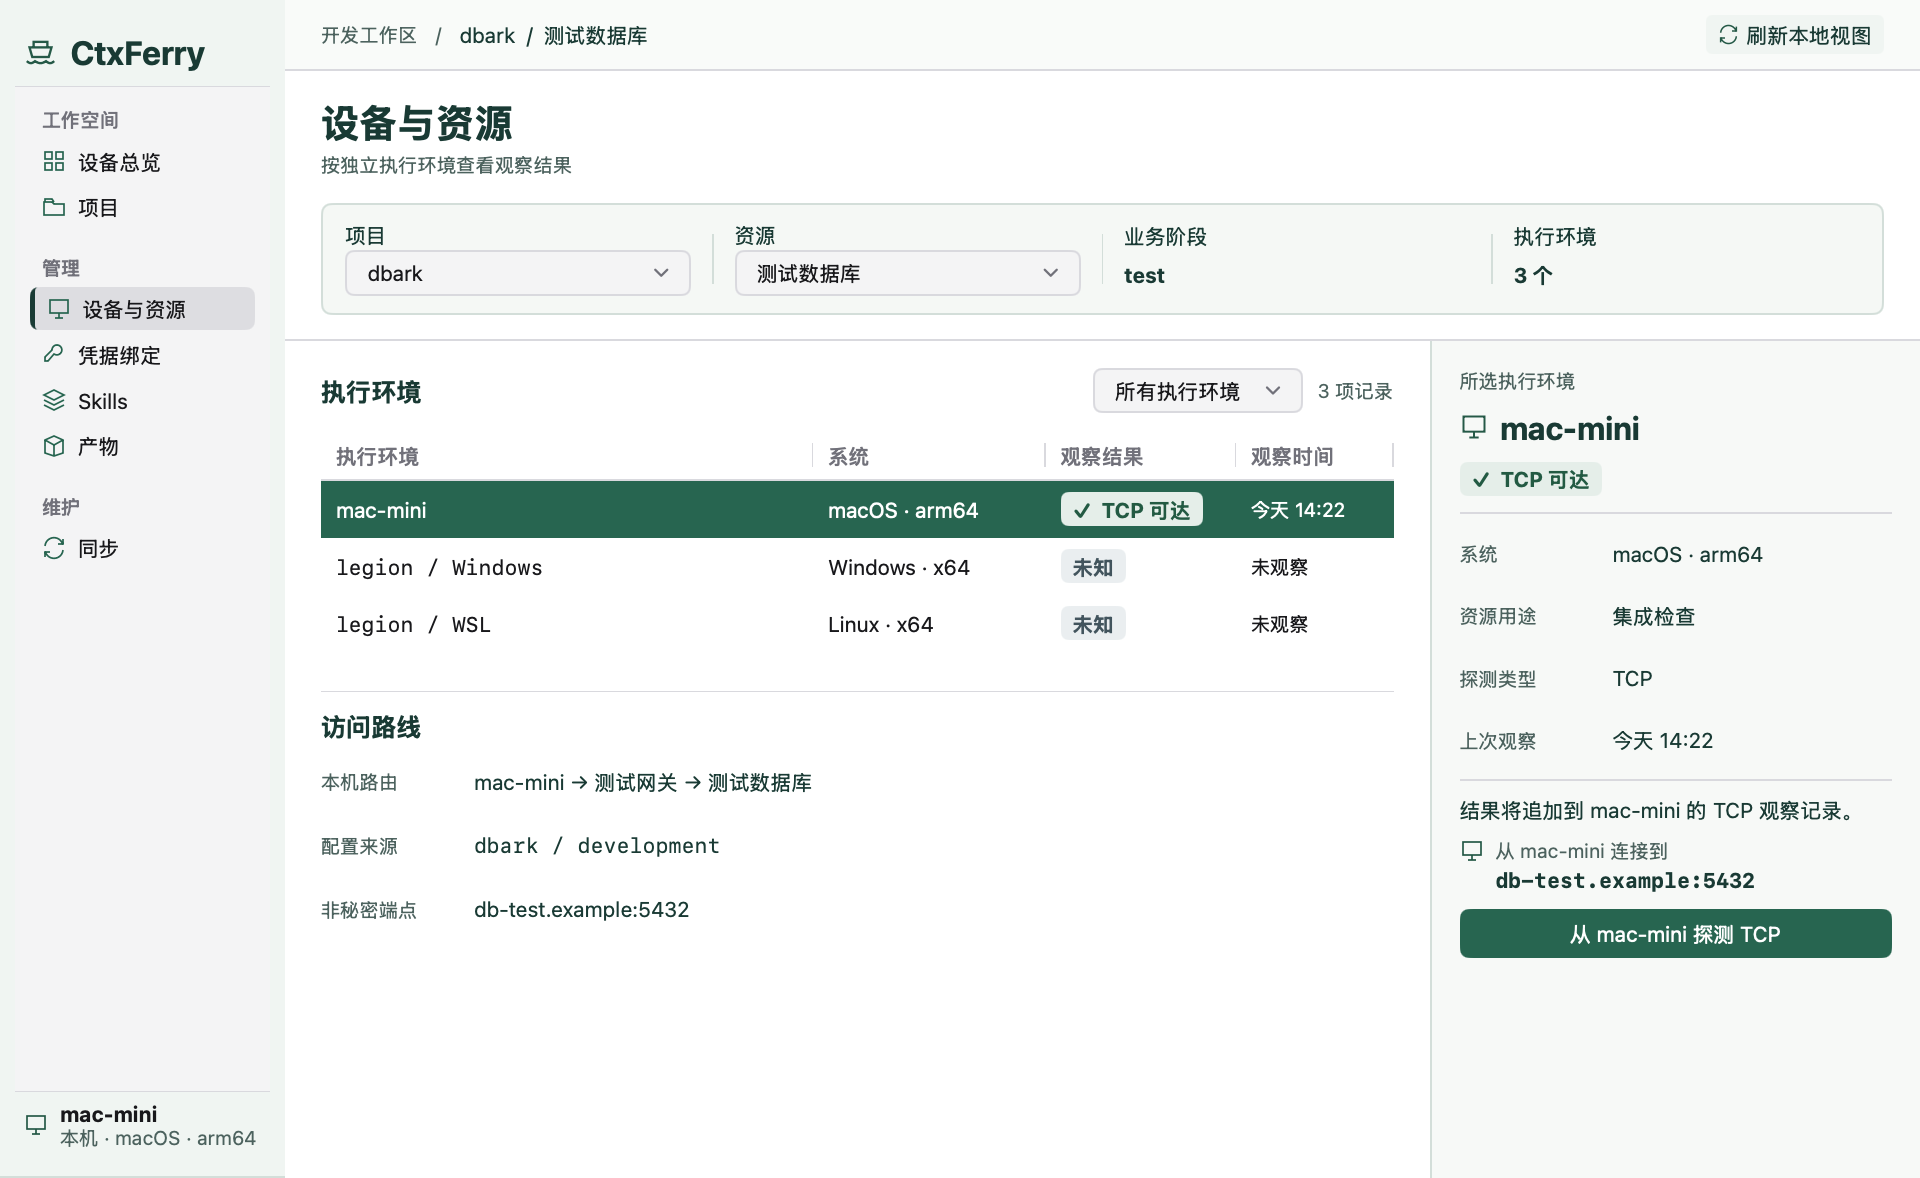 CtxFerry
工作空间
设备总览
项目
管理
设备与资源
凭据绑定
Skills
产物
维护
同步
mac-mini
本机 · macOS · arm64
开发工作区 / dbark / 测试数据库
刷新本地视图
设备与资源
按独立执行环境查看观察结果
项目
dbark
资源
测试数据库
业务阶段
test
执行环境
3 个
执行环境
所有执行环境
3 项记录
执行环境 系统 观察结果 观察时间
mac-mini macOS · arm64 ✓ TCP 可达 今天 14:22
legion / Windows Windows · x64 未知 未观察
legion / WSL Linux · x64 未知 未观察
访问路线
本机路由 mac-mini → 测试网关 → 测试数据库
配置来源 dbark / development
非秘密端点 db-test.example:5432
所选执行环境
mac-mini
✓ TCP 可达
系统 macOS · arm64
资源用途 集成检查
探测类型 TCP
上次观察 今天 14:22
结果将追加到 mac-mini 的 TCP 观察记录。
从 mac-mini 连接到
db-test.example:5432
从 mac-mini 探测 TCP